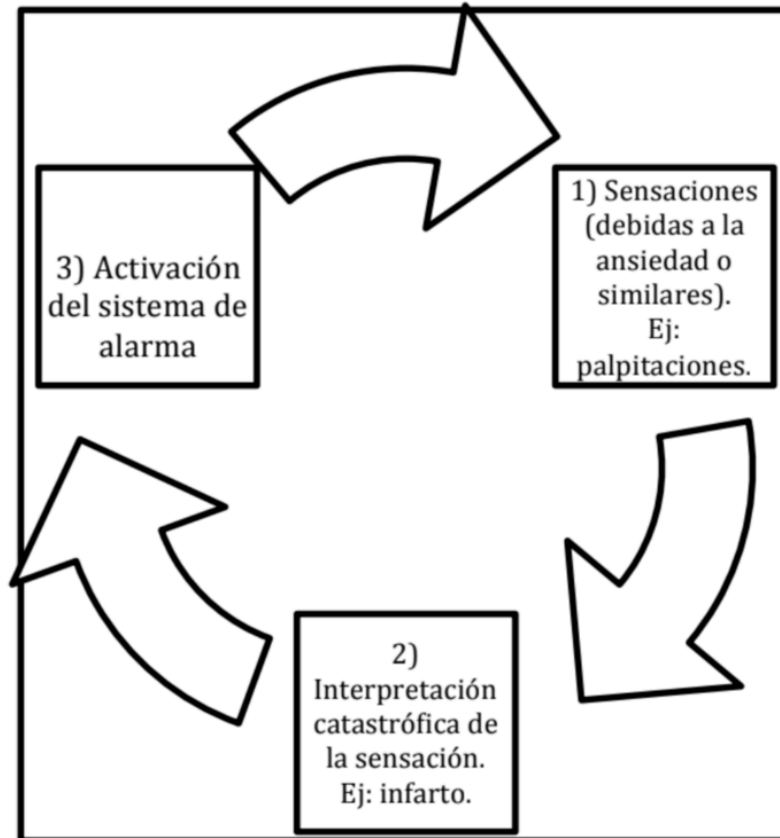 1) Sensaciones
(debidas a la
ansiedad o
similares).
Ej:
palpitaciones.
2)
Interpretación
catastrófica de
la sensación.
Ej: infarto.
3) Activación
del sistema de
alarma